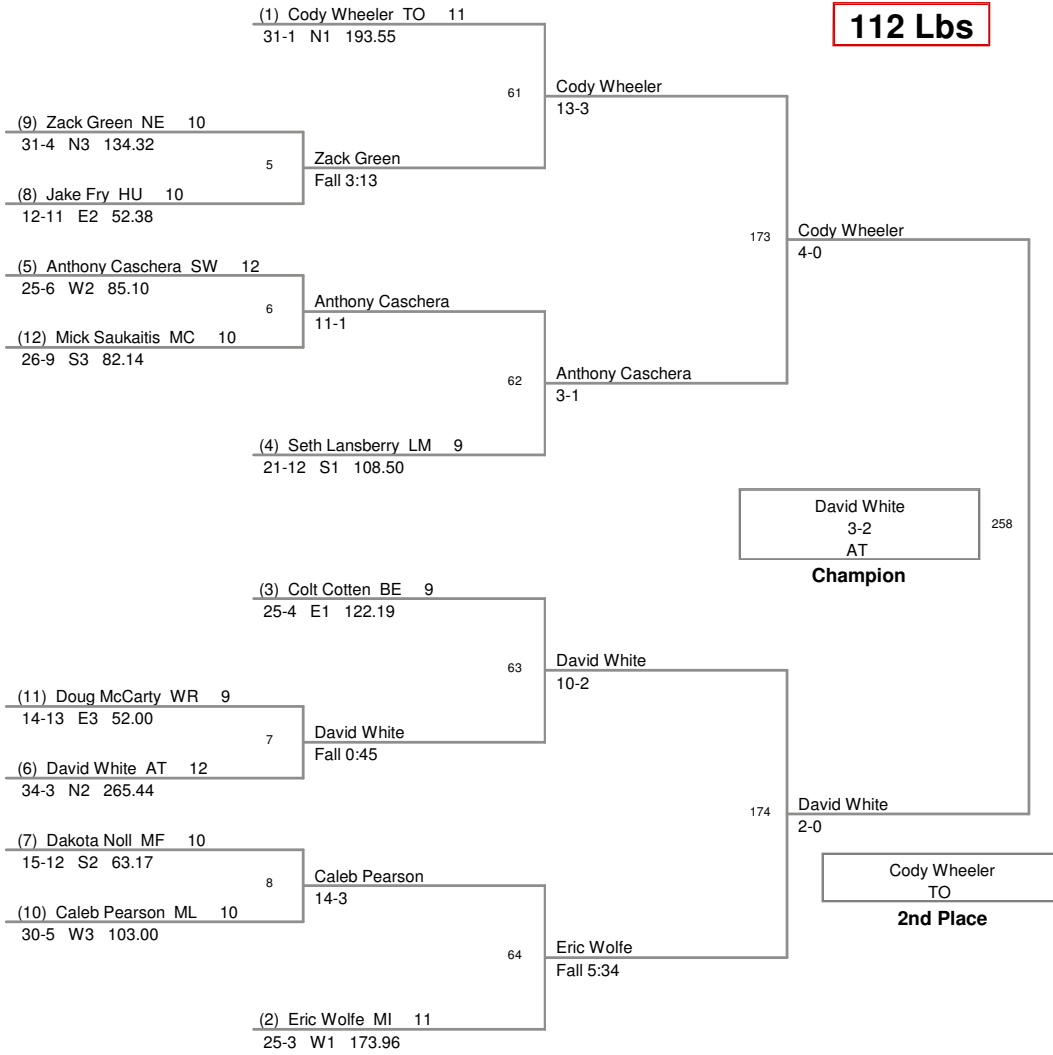 (1) Cody Wheeler TO 11
31-1 N1 193.55
112 Lbs
61
Cody Wheeler
13-3
(9) Zack Green NE 10
31-4 N3 134.32
5
Zack Green
Fall 3:13
(8) Jake Fry HU 10
12-11 E2 52.38
173
Cody Wheeler
4-0
(5) Anthony Caschera SW 12
25-6 W2 85.10
6
Anthony Caschera
11-1
(12) Mick Saukaitis MC 10
26-9 S3 82.14
62
Anthony Caschera
3-1
(4) Seth Lansberry LM 9
21-12 S1 108.50
David White
3-2
AT
258
Champion
(3) Colt Cotten BE 9
25-4 E1 122.19
63
David White
10-2
(11) Doug McCarty WR 9
14-13 E3 52.00
7
David White
Fall 0:45
(6) David White AT 12
34-3 N2 265.44
174
David White
2-0
(7) Dakota Noll MF 10
15-12 S2 63.17
8
Caleb Pearson
14-3
Cody Wheeler
TO
2nd Place
(10) Caleb Pearson ML 10
30-5 W3 103.00
64
Eric Wolfe
Fall 5:34
(2) Eric Wolfe MI 11
25-3 W1 173.96